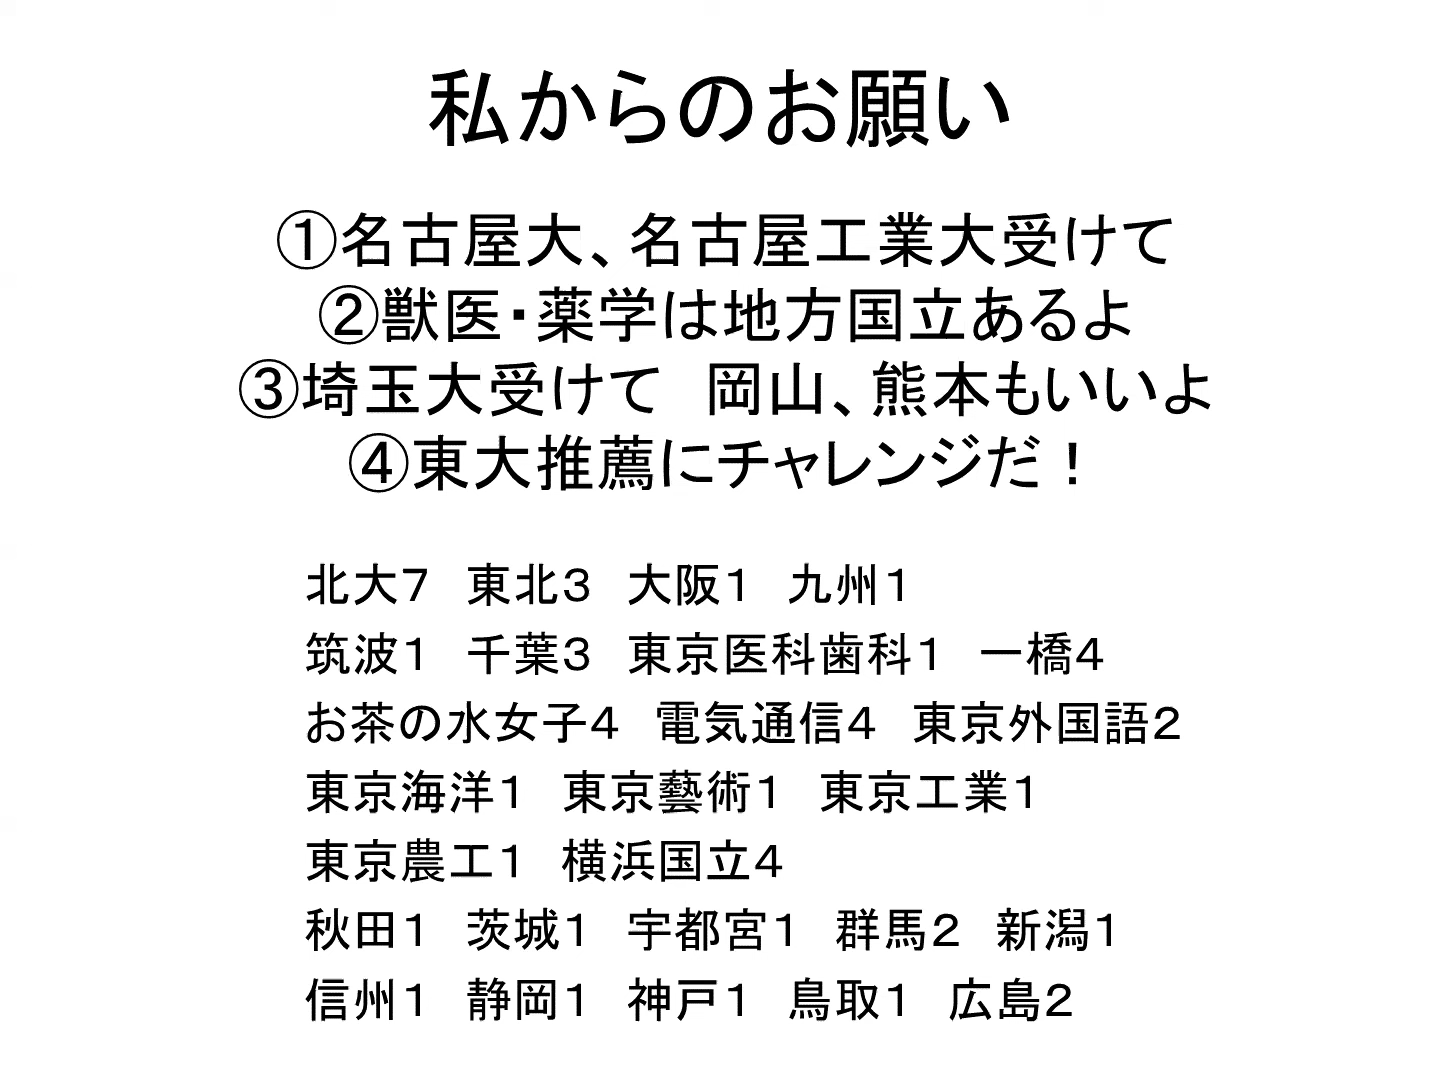 私からのお願い
①名古屋大、名古屋工業大受けて
②獣医・薬学は地方国立あるよ
③埼玉大受けて　岡山、熊本もいいよ
④東大推薦にチャレンジだ！
北大７　東北３　大阪１　九州１
筑波１　千葉３　東京医科歯科１　一橋４
お茶の水女子４　電気通信４　東京外国語２
東京海洋１　東京藝術１　東京工業１
東京農工１　横浜国立４
秋田１　茨城１　宇都宮１　群馬２　新潟１
信州１　静岡１　神戸１　鳥取１　広島２